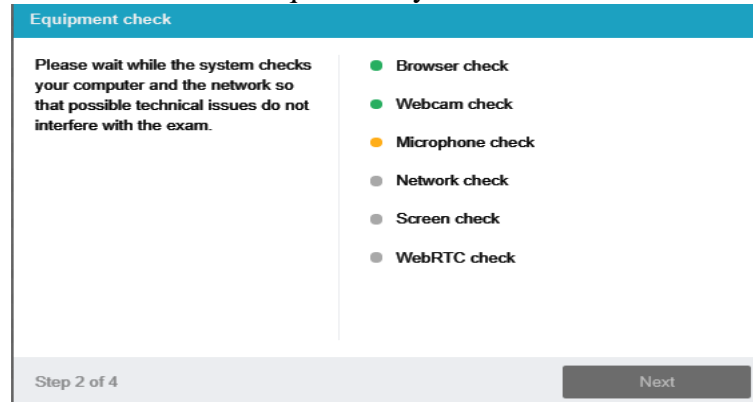 Equipment check
Please wait while the system checks
your computer and the network so
that possible technical issues do not
interfere with the exam.
Browser check
Webcam check
Microphone check
Network check
Screen check
WebRTC check
Step 2 of 4
Next